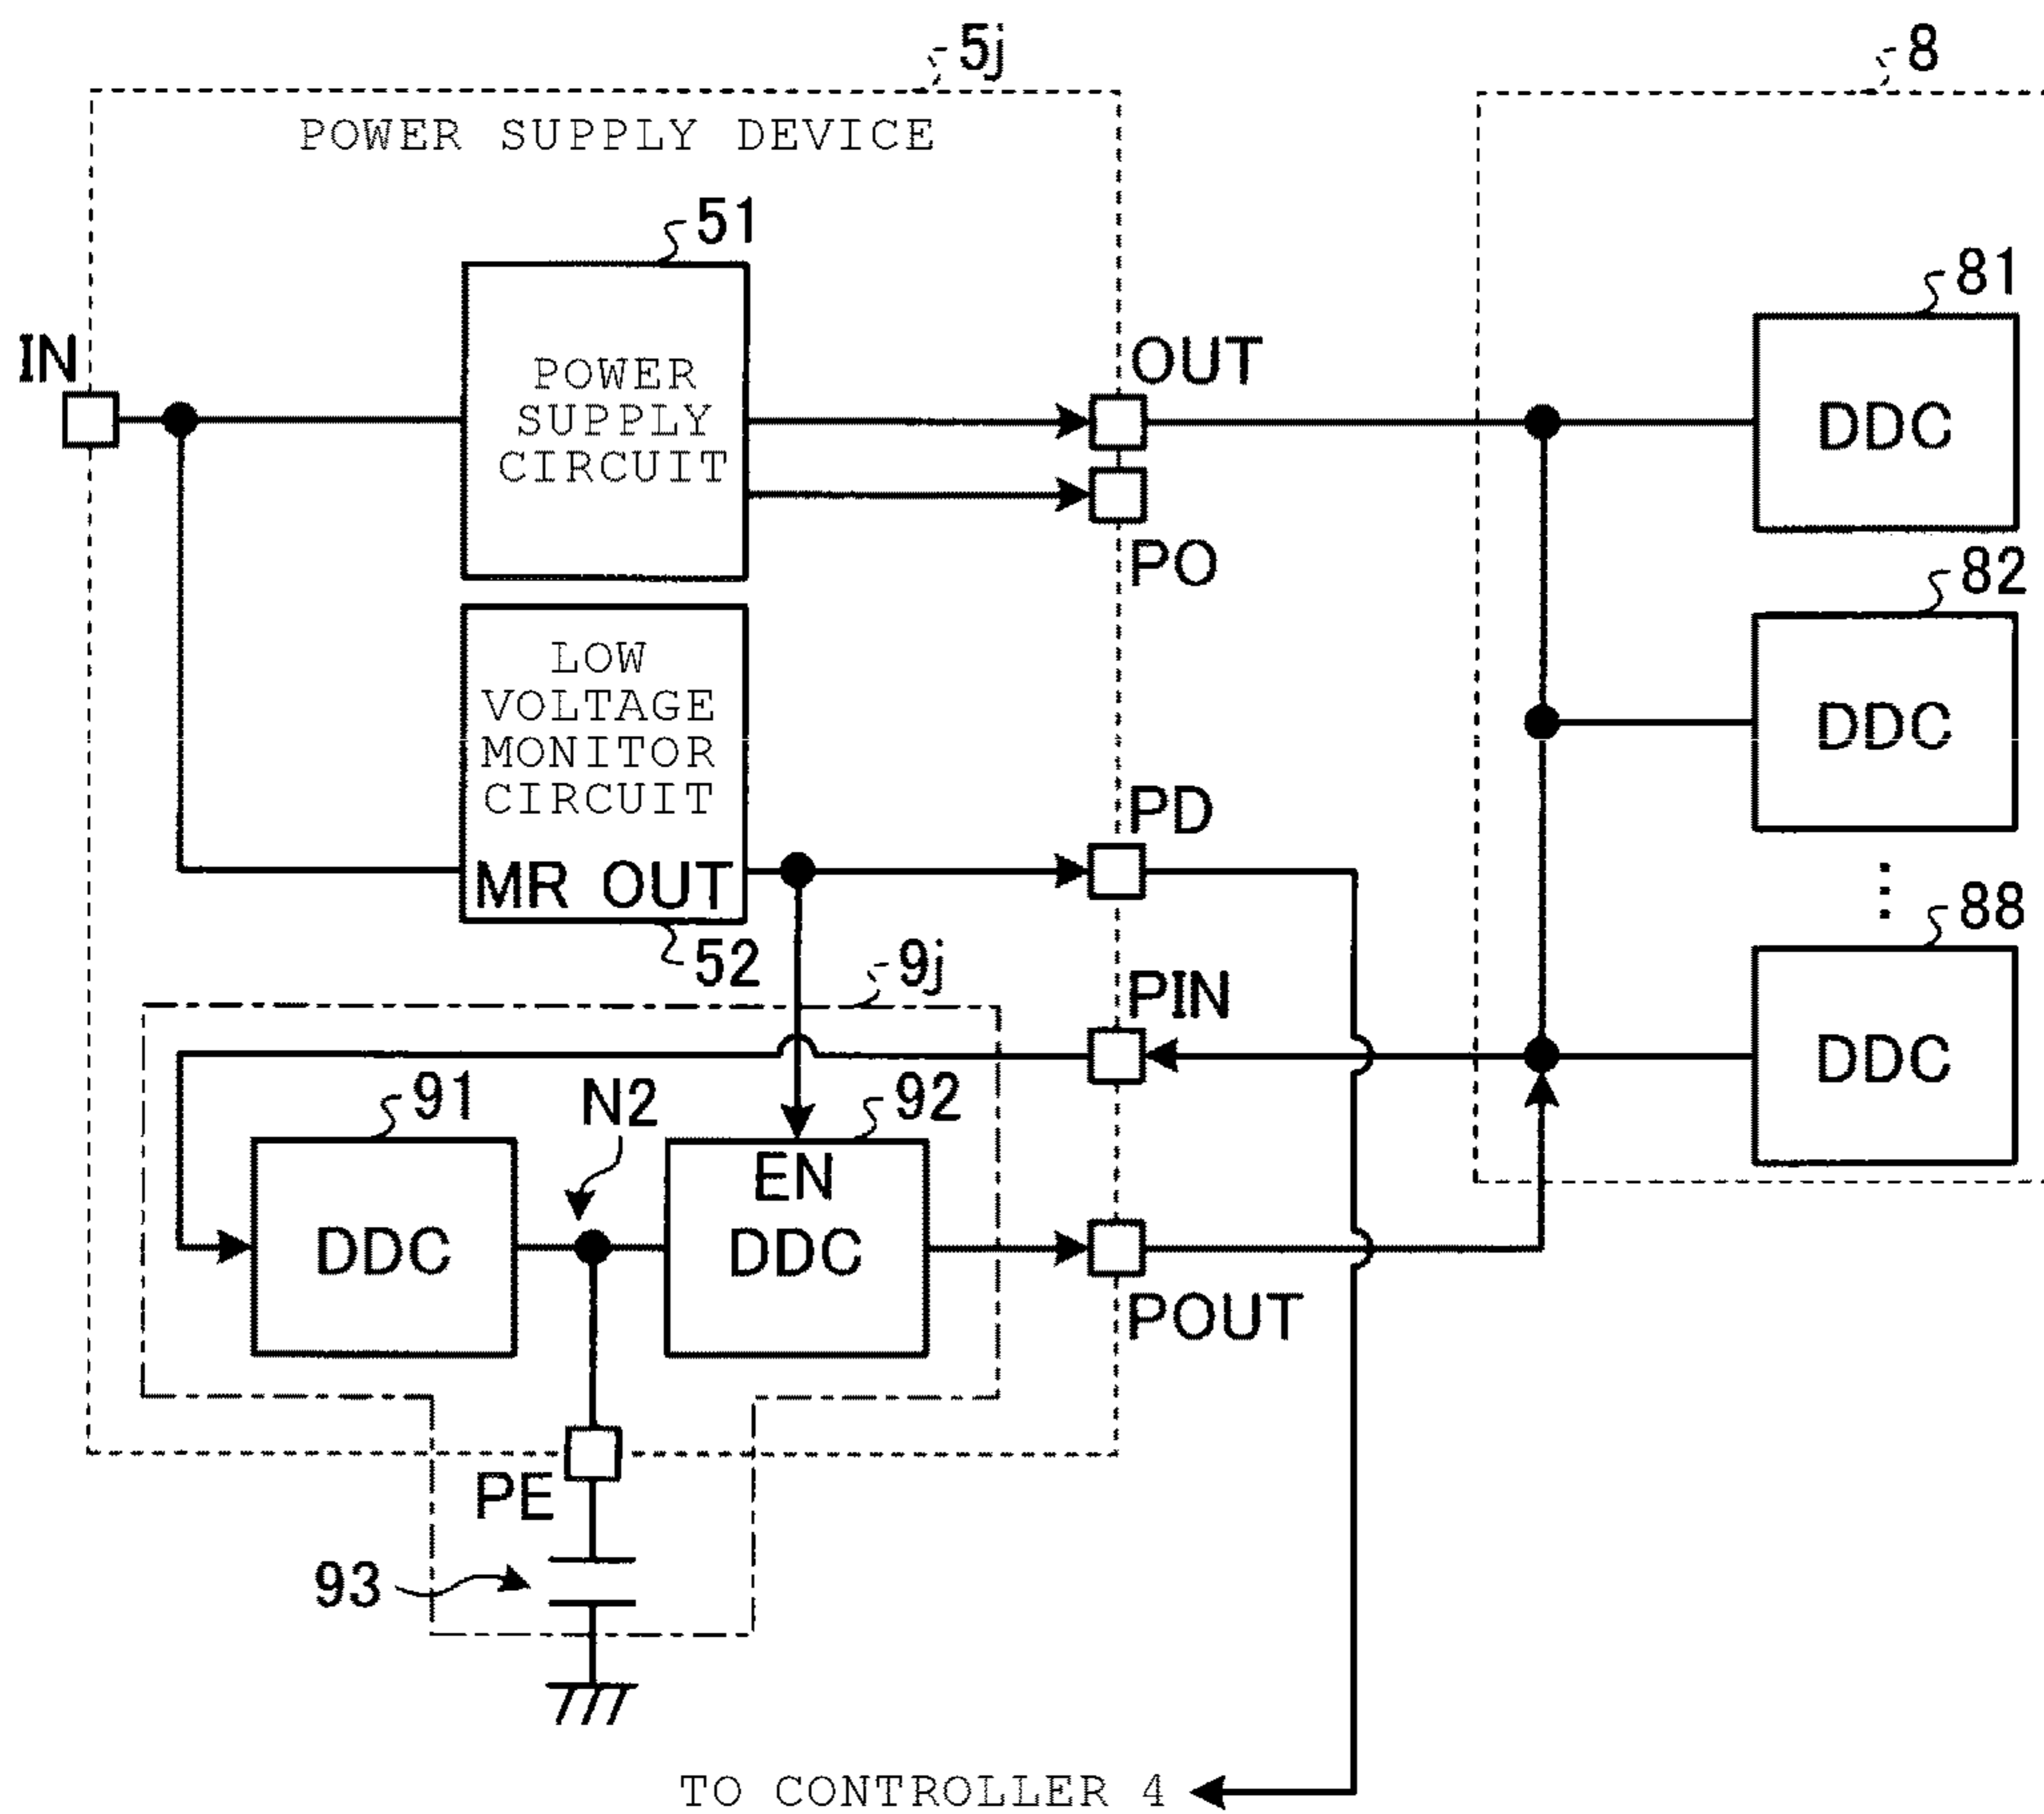 5j
8
POWER SUPPLY DEVICE
51
81
IN
POWER
SUPPLY
CIRCUIT
OUT
DDC
PO
82
LOW
VOLTAGE
MONITOR
CIRCUIT
DDC
PD
MR OUT
88
52
9j
PIN
DDC
91
N2
92
EN
DDC
DDC
POUT
PE
93
TO CONTROLLER 4